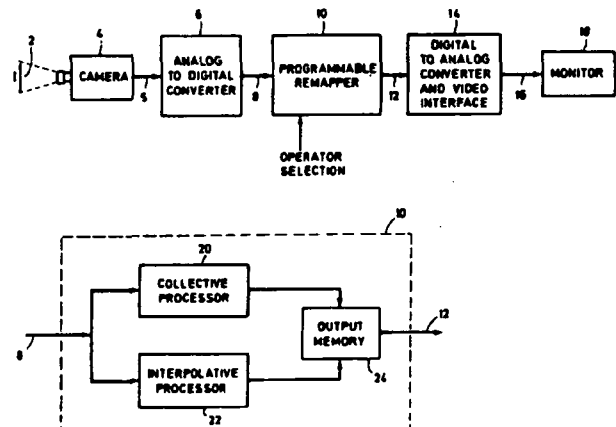 2
4
6
10
14
18
1
CAMERA
5
ANALOG
TO DIGITAL
CONVERTER
8
PROGRAMMABLE
REMAPPER
12
DIGITAL
TO ANALOG
CONVERTER
AND VIDEO
INTERFACE
16
MONITOR
OPERATOR
SELECTION
10
20
COLLECTIVE
PROCESSOR
8
OUTPUT
MEMORY
24
12
INTERPOLATIVE
PROCESSOR
22